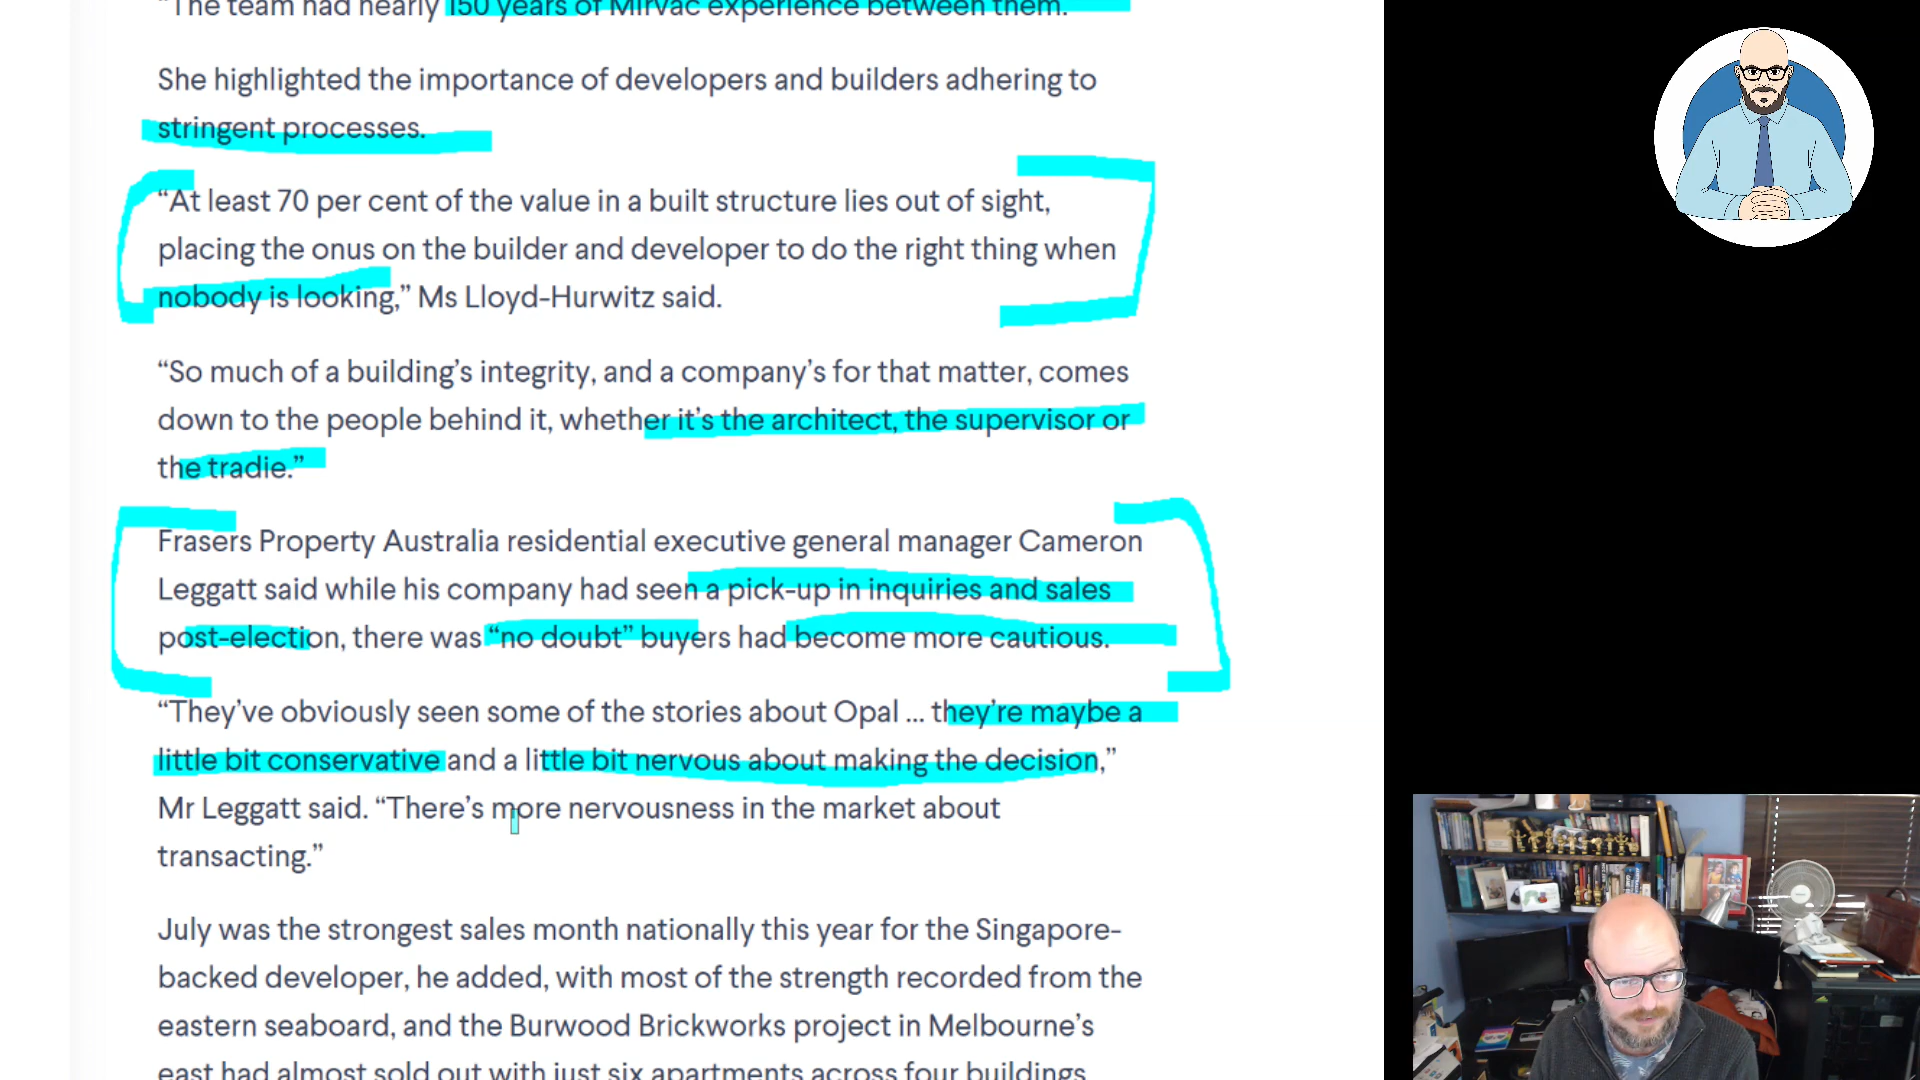 “The team had nearly 150 years of Mirvac experience between them.
She highlighted the importance of developers and builders adhering to
stringent processes.
“At least 70 per cent of the value in a built structure lies out of sight,
placing the onus on the builder and developer to do the right thing when
nobody is looking,” Ms Lloyd-Hurwitz said.
“So much of a building’s integrity, and a company’s for that matter, comes
down to the people behind it, whether it’s the architect, the supervisor or
the tradie.”
Frasers Property Australia residential executive general manager Cameron
Leggatt said while his company had seen a pick-up in inquiries and sales
post-election, there was “no doubt” buyers had become more cautious.
“They’ve obviously seen some of the stories about Opal ... they’re maybe a
little bit conservative and a little bit nervous about making the decision,”
Mr Leggatt said. “There’s more nervousness in the market about
transacting.”
July was the strongest sales month nationally this year for the Singapore-
backed developer, he added, with most of the strength recorded from the
eastern seaboard, and the Burwood Brickworks project in Melbourne’s
east had almost sold out with just six apartments across four buildings